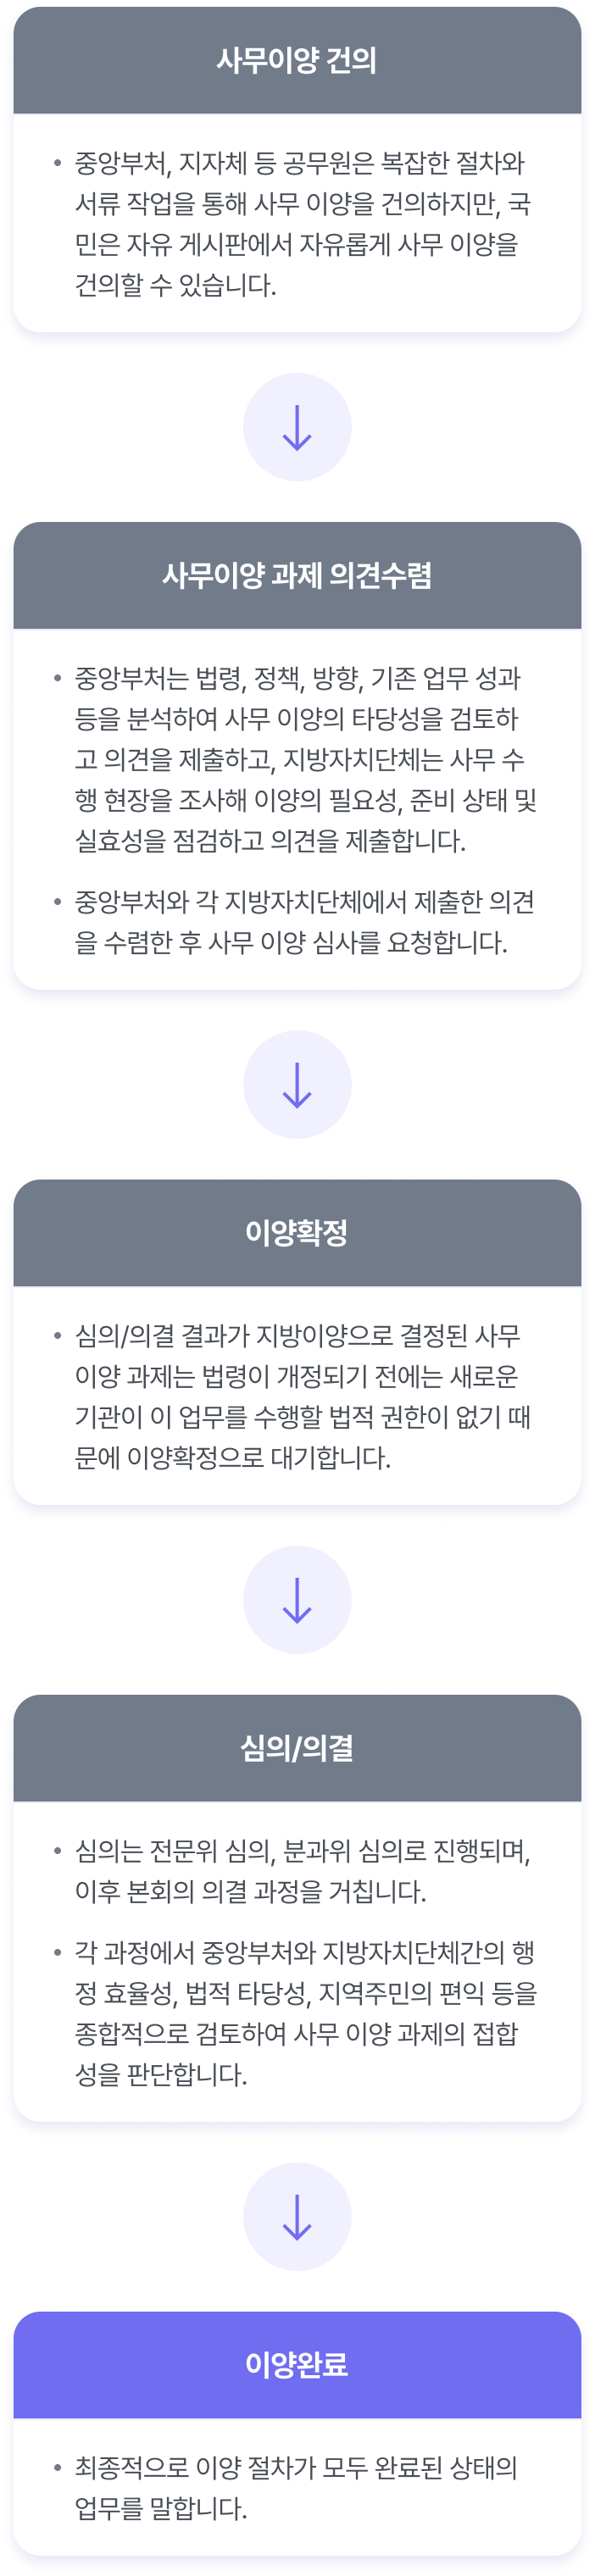 사무이양 건의
• 중앙부처, 지자체 등 공무원은 복잡한 절차와
서류 작업을 통해 사무 이양을 건의하지만, 국
민은 자유 게시판에서 자유롭게 사무 이양을
건의할 수 있습니다.
사무이양 과제 의견수렴
• 중앙부처는 법령, 정책, 방향, 기존 업무 성과
등을 분석하여 사무 이양의 타당성을 검토하
고 의견을 제출하고, 지방자치단체는 사무 수
행 현장을 조사해 이양의 필요성, 준비 상태 및
실효성을 점검하고 의견을 제출합니다.
• 중앙부처와 각 지방자치단체에서 제출한 의견
을 수렴한 후 사무 이양 심사를 요청합니다.
이양확정
• 심의/의결 결과가 지방이양으로 결정된 사무
이양 과제는 법령이 개정되기 전에는 새로운
기관이 이 업무를 수행할 법적 권한이 없기 때
문에 이양확정으로 대기합니다.
심의/의결
• 심의는 전문위 심의, 분과위 심의로 진행되며,
이후 본회의 의결 과정을 거칩니다.
• 각 과정에서 중앙부처와 지방자치단체간의 행
정 효율성, 법적 타당성, 지역주민의 편익 등을
종합적으로 검토하여 사무 이양 과제의 접합
성을 판단합니다.
이양완료
• 최종적으로 이양 절차가 모두 완료된 상태의
업무를 말합니다.